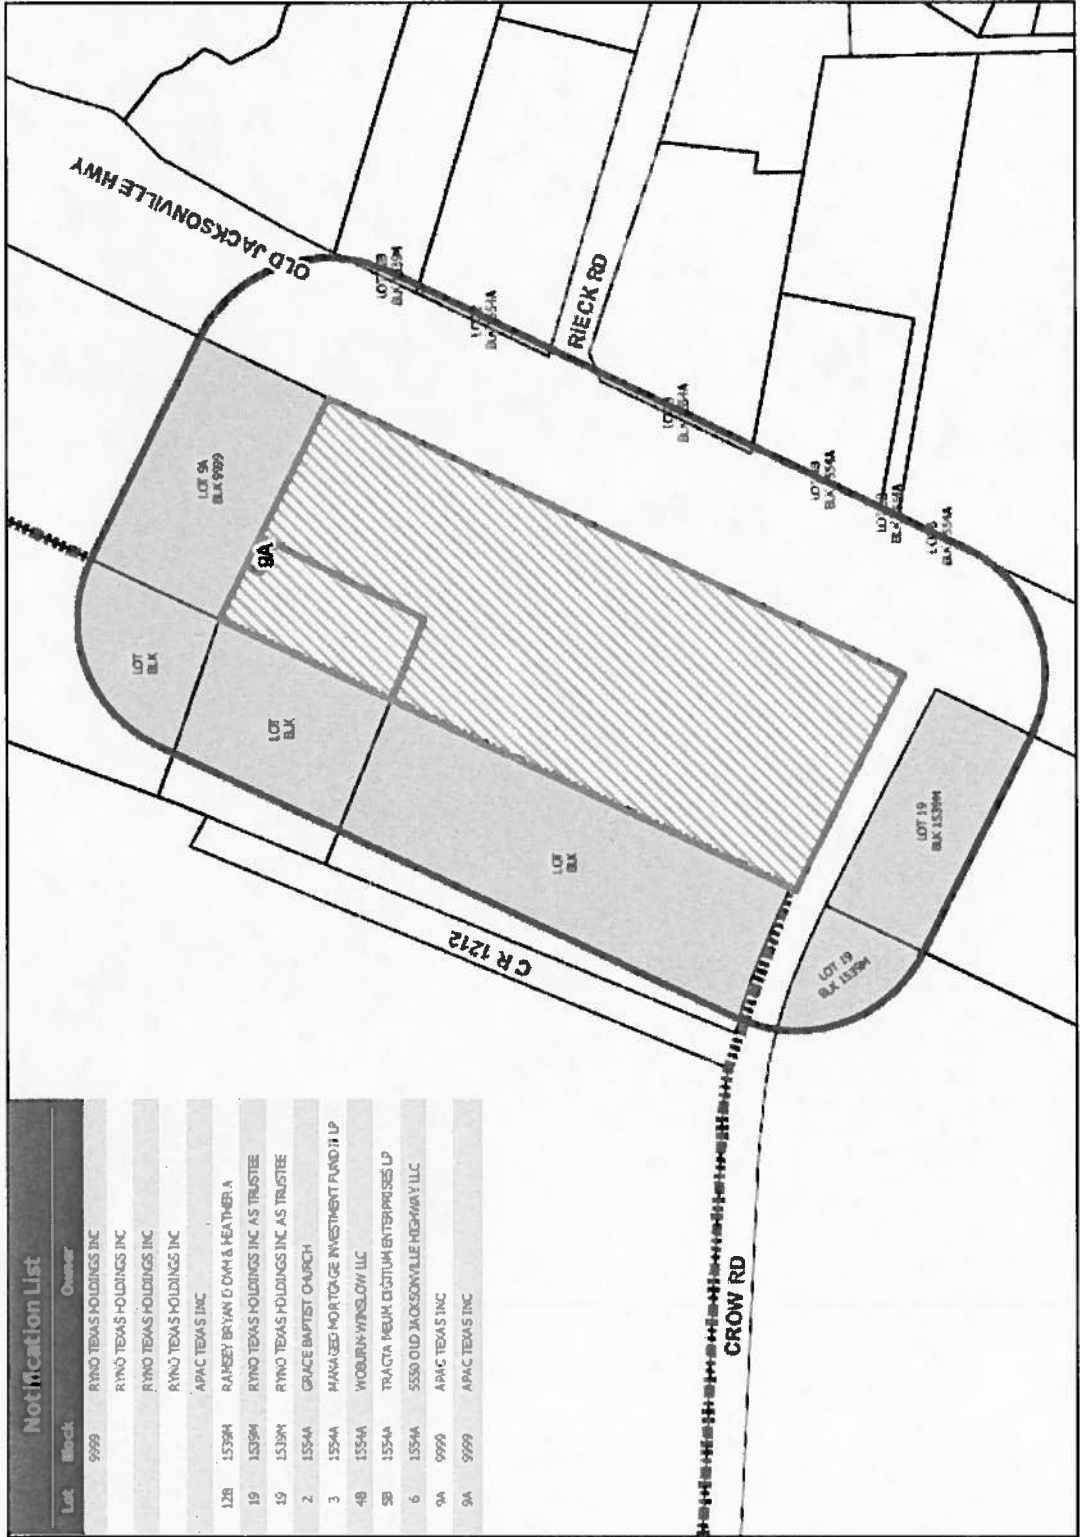 Notification List
Lot Block Owner
9999 RYNO TEXAS HOLDINGS INC
RYNO TEXAS HOLDINGS INC
RYNO TEXAS HOLDINGS INC
RYNO TEXAS HOLDINGS INC
APAC TEXAS INC
12B 1539M RAMSEY BRYAN D DVM & HEATHER A
19 1539M RYNO TEXAS HOLDINGS INC AS TRUSTEE
19 1539M RYNO TEXAS HOLDINGS INC AS TRUSTEE
2 1554A GRACE BAPTIST CHURCH
3 1554A MANAGED MORTGAGE INVESTMENT FUND II LP
4B 1554A WOBURN-WINSLOW LLC
5B 1554A TRACTA MEUM DIGITUM ENTERPRISES LP
6 1554A 5550 OLD JACKSONVILLE HIGHWAY LLC
9A 9999 APAC TEXAS INC
9A 9999 APAC TEXAS INC
OLD JACKSONVILLE HWY
RIECK RD
C R 1212
CROW RD
LOT 9A
BLK 9999
9A
LOT
BLK
LOT
BLK
LOT
BLK
LOT 19
BLK 1539M
LOT 19
BLK 1539M